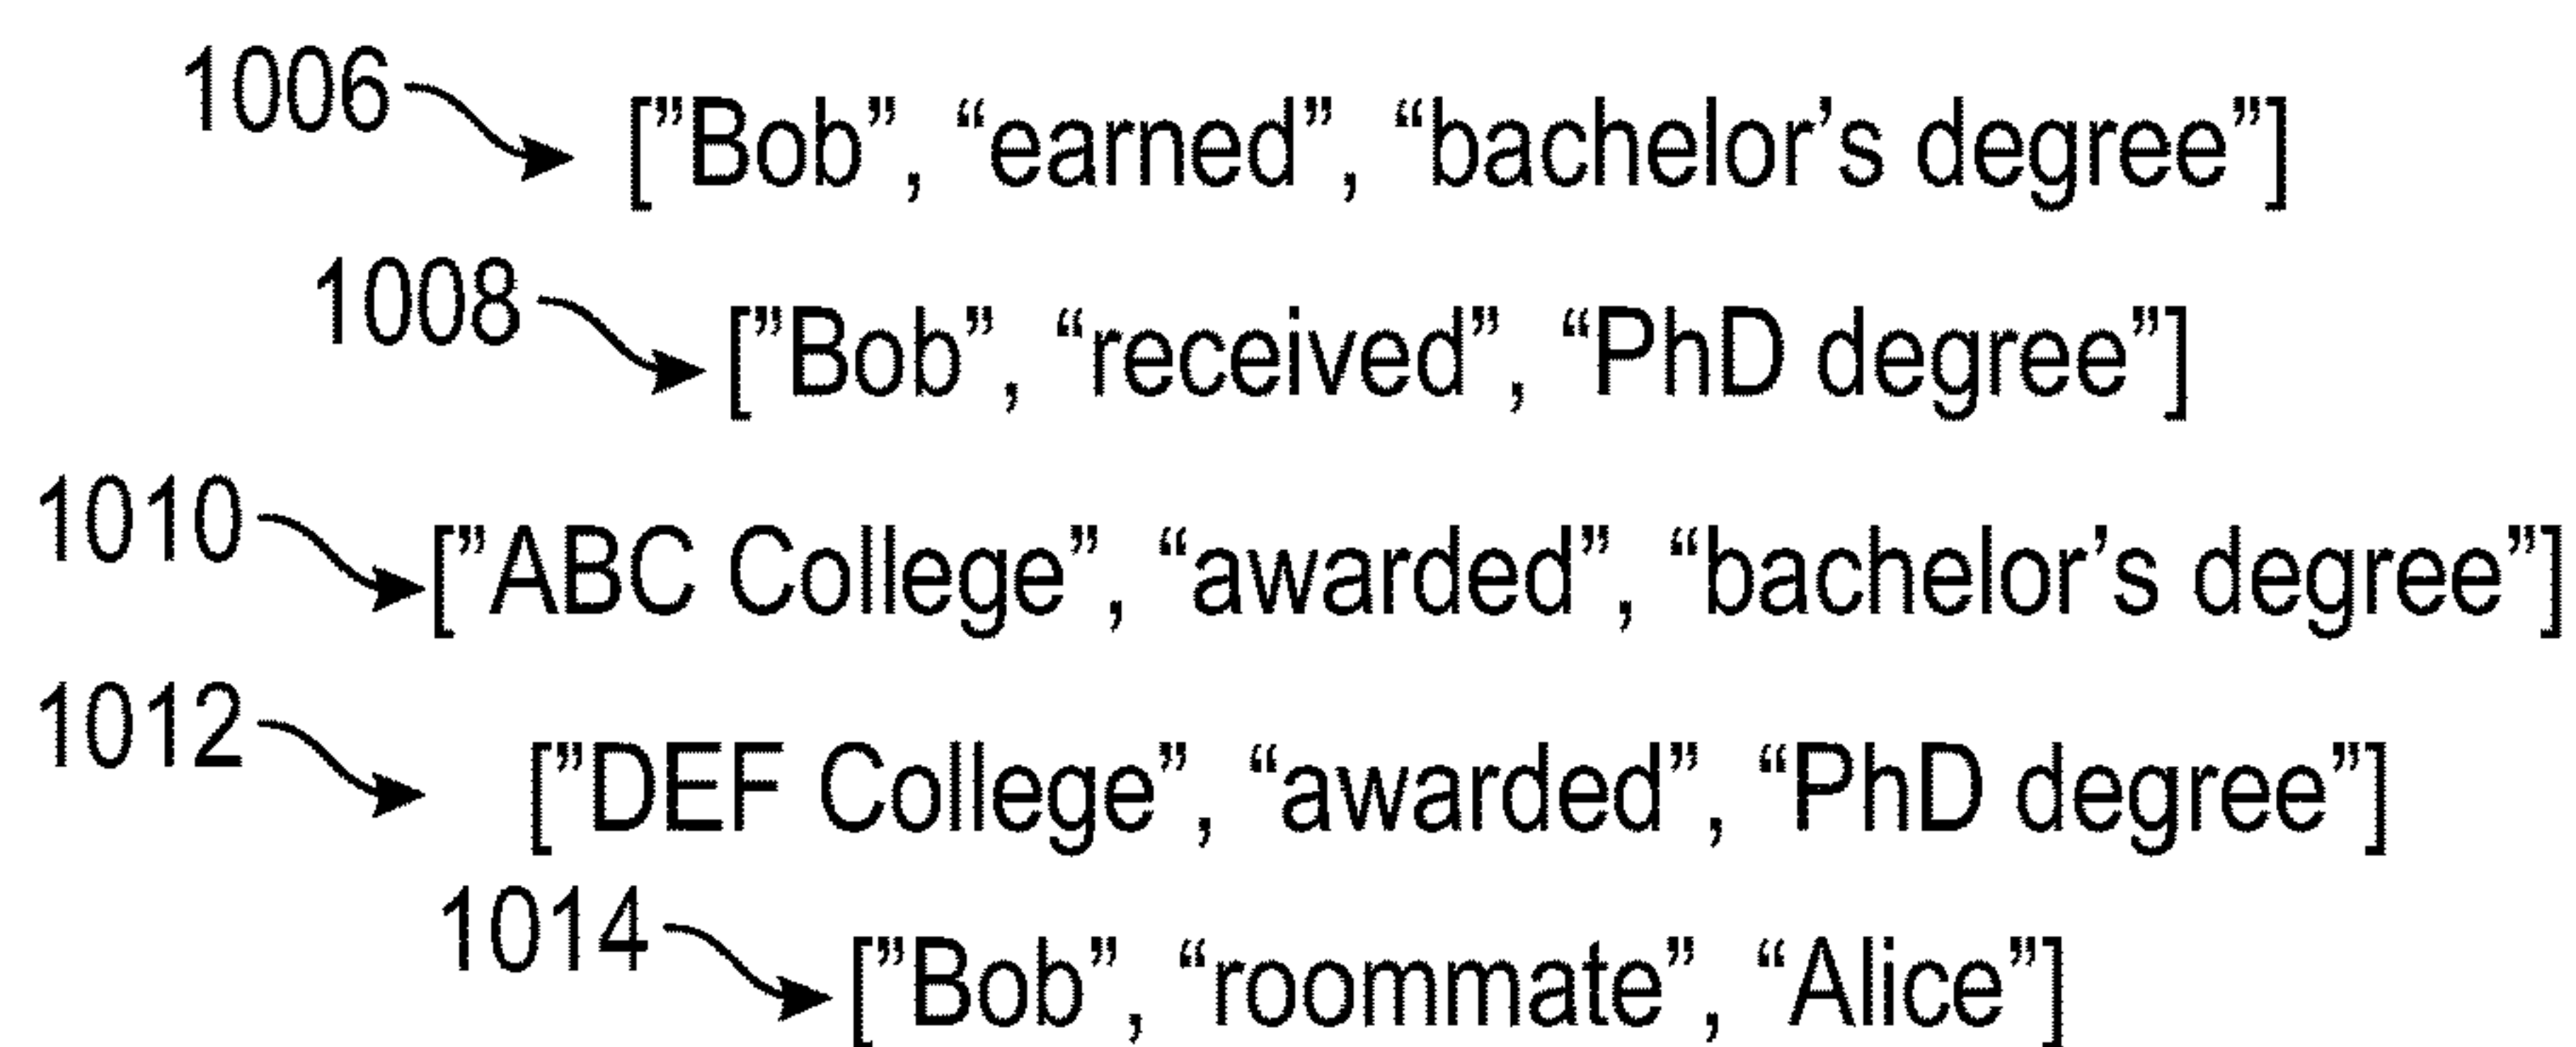 1006 [”Bob”, “earned”, “bachelor’s degree”]
1008 [”Bob”, “received”, “PhD degree”]
1010 [”ABC College”, “awarded”, “bachelor’s degree”]
1012 [”DEF College”, “awarded”, “PhD degree”]
1014 [”Bob”, “roommate”, “Alice”]